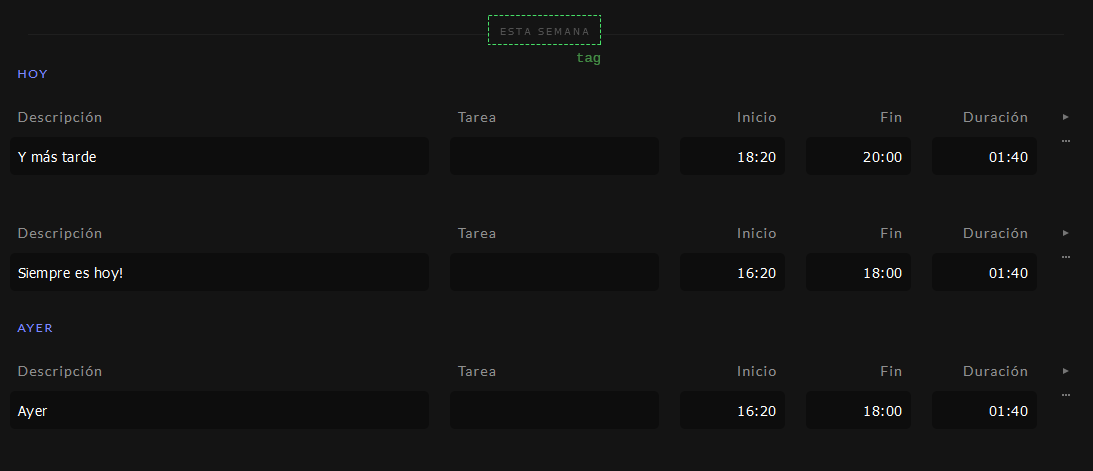 ESTA SEMANA
tag
HOY
Descripción Tarea Inicio Fin Duración
Y más tarde 18:20 20:00 01:40
Descripción Tarea Inicio Fin Duración
Siempre es hoy! 16:20 18:00 01:40
AYER
Descripción Tarea Inicio Fin Duración
Ayer 16:20 18:00 01:40